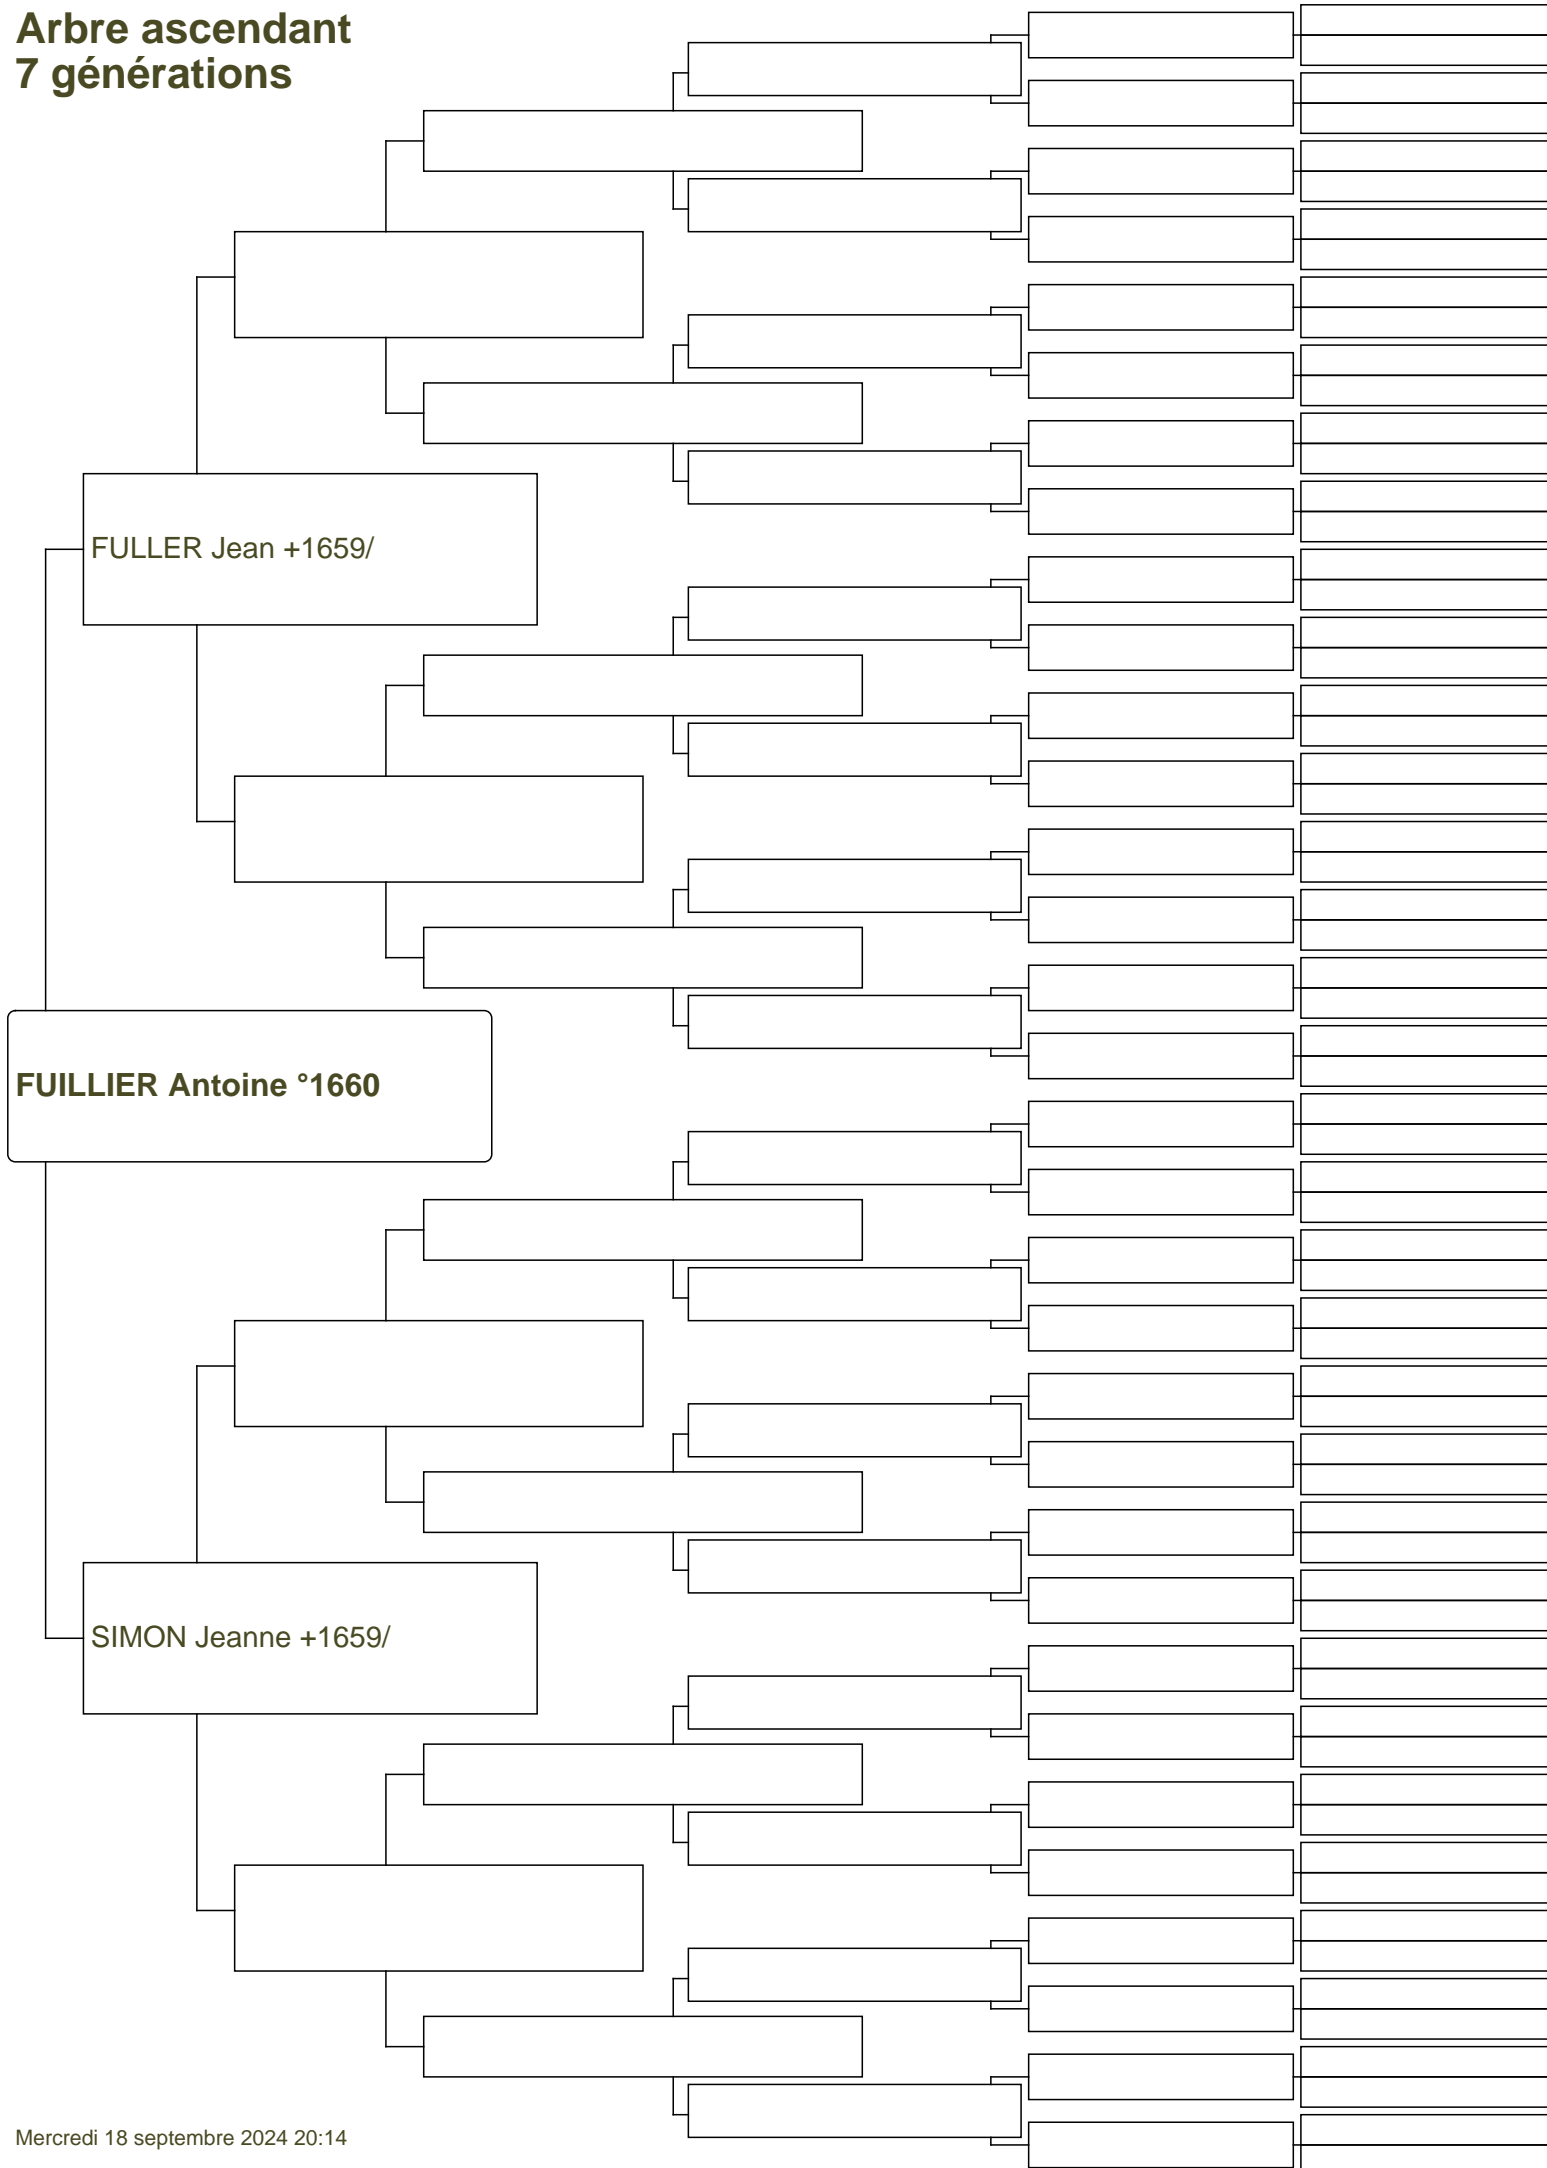 Arbre ascendant
7 générations
FULLER Jean +1659/
FUILLIER Antoine °1660
SIMON Jeanne +1659/
Mercredi 18 septembre 2024 20:14